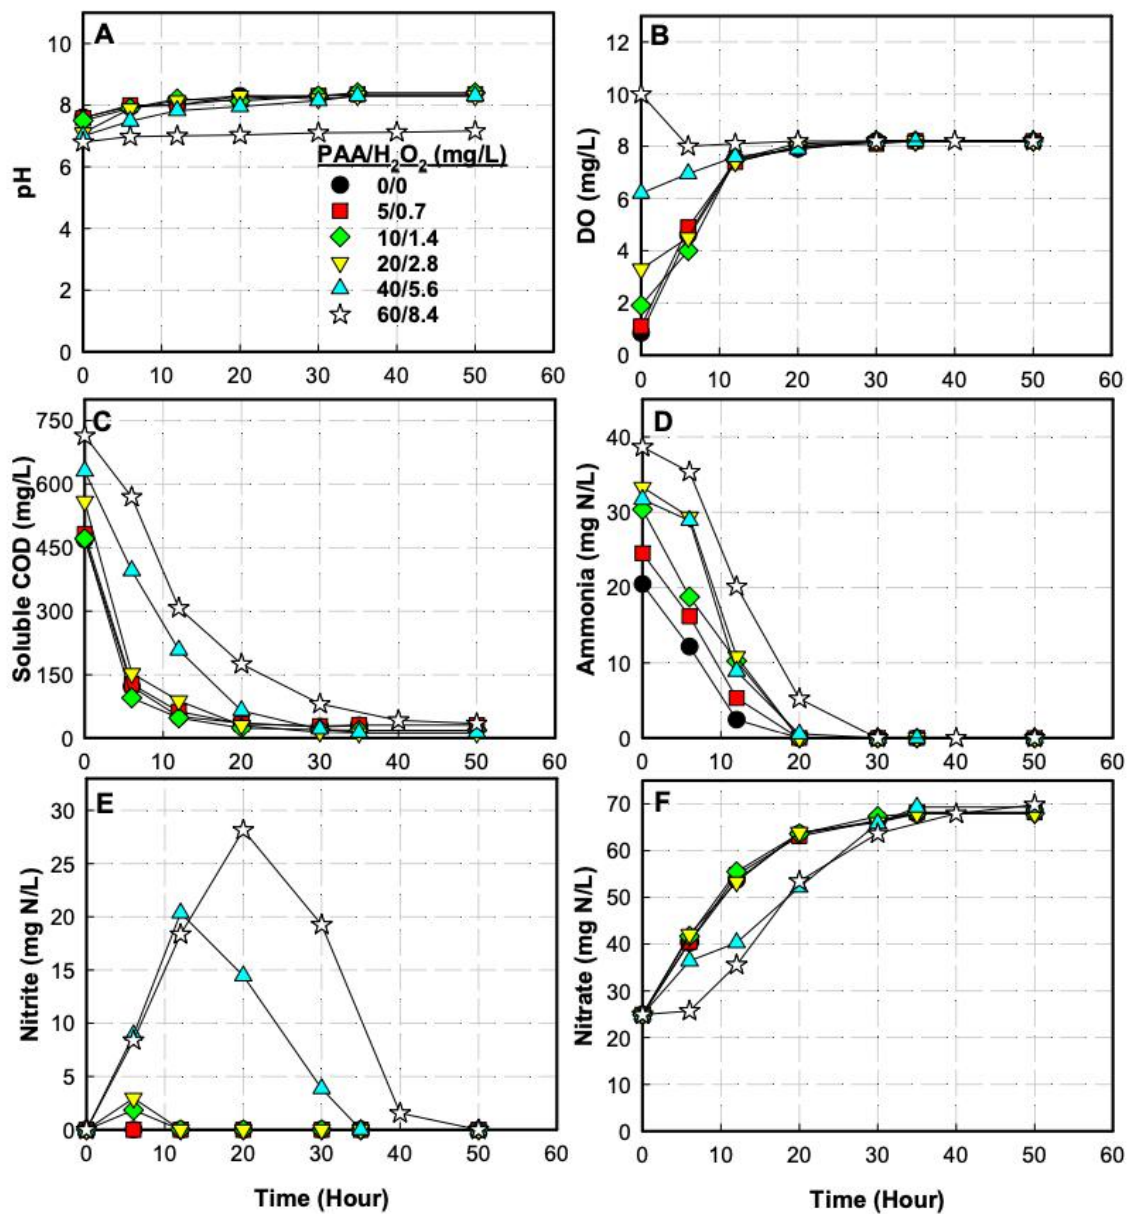 A
10
8
6
4
2
0
pH
0 10 20 30 40 50 60
PAA/H₂O₂ (mg/L)
0/0
5/0.7
10/1.4
20/2.8
40/5.6
60/8.4
B
12
10
8
6
4
2
0
DO (mg/L)
0 10 20 30 40 50 60
C
750
600
450
300
150
0
Soluble COD (mg/L)
0 10 20 30 40 50 60
D
40
30
20
10
0
Ammonia (mg N/L)
0 10 20 30 40 50 60
E
30
25
20
15
10
5
0
Nitrite (mg N/L)
0 10 20 30 40 50 60
Time (Hour)
F
70
60
50
40
30
20
10
0
Nitrate (mg N/L)
0 10 20 30 40 50 60
Time (Hour)